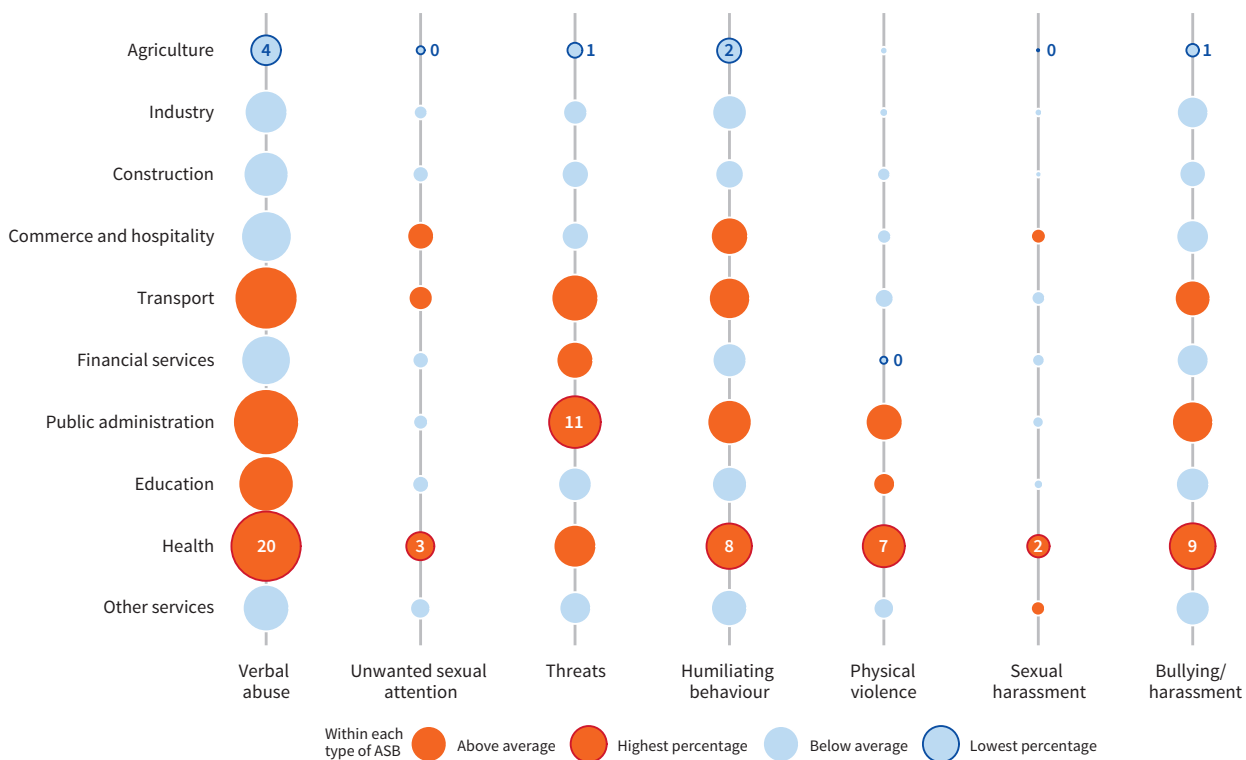 Agriculture 4 0 1 2 0 1
Industry
Construction
Commerce and hospitality
Transport
Financial services 0
Public administration 11
Education
Health 20 3 8 7 2 9
Other services
Verbal
abuse
Unwanted sexual
attention
Threats
Humiliating
behaviour
Physical
violence
Sexual
harassment
Bullying/
harassment
Within each
type of ASB
Above average
Highest percentage
Below average
Lowest percentage